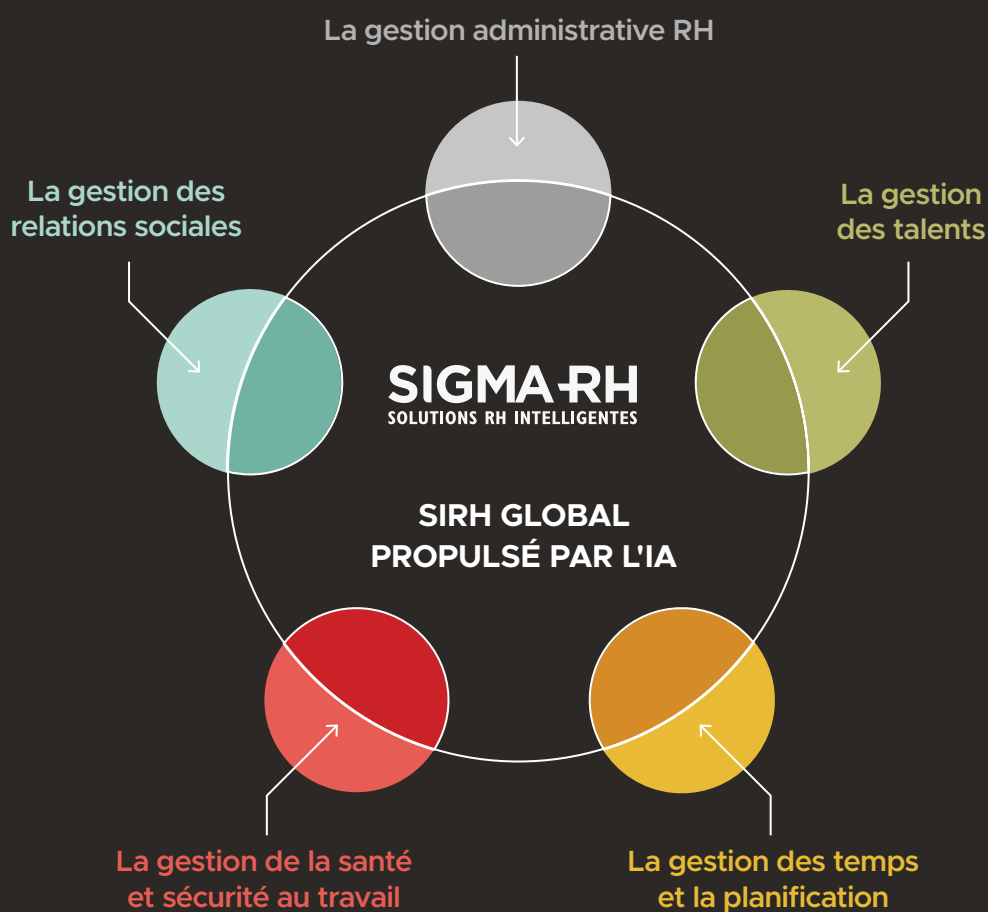 La gestion administrative RH
La gestion des
relations sociales
La gestion
des talents
SIGMA-RH
SOLUTIONS RH INTELLIGENTES
SIRH GLOBAL
PROPULSÉ PAR L'IA
La gestion de la santé
et sécurité au travail
La gestion des temps
et la planification